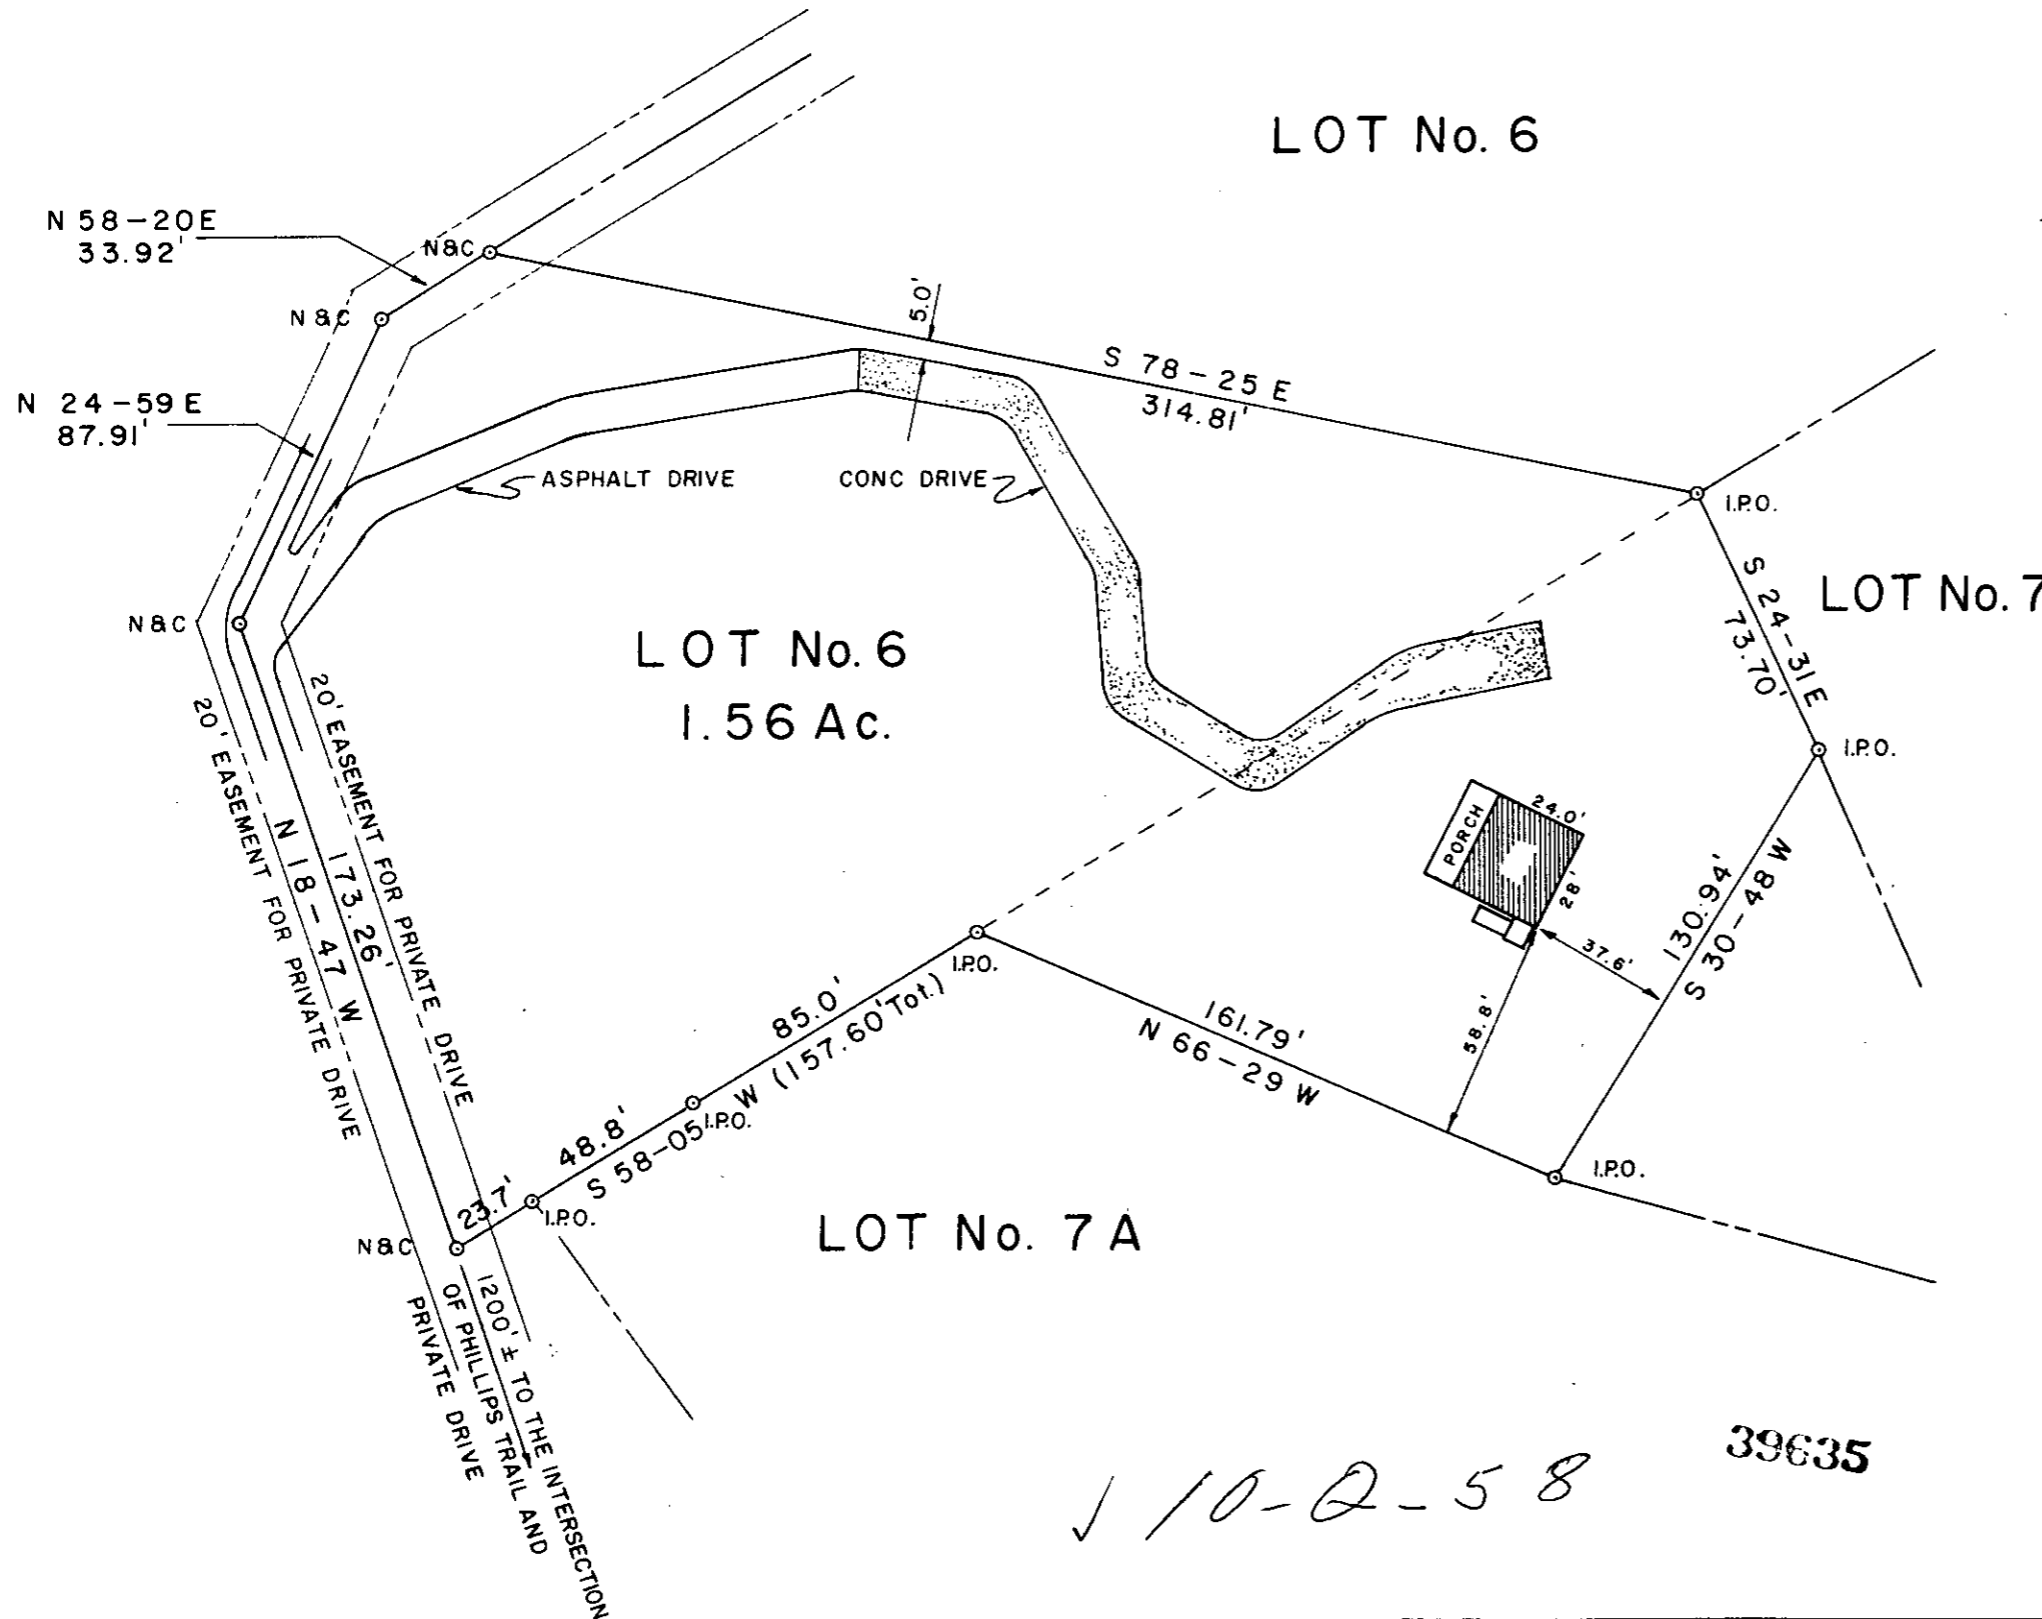 LOT No. 6
N 58-20E
33.92'
N&C
N&C
5.0'
S 78-25 E
314.81'
N 24-59 E
87.91'
ASPHALT DRIVE
CONC DRIVE
I.P.O.
S 24-31 E
73.70'
LOT No. 7
N&C
LOT No. 6
1.56 Ac.
20' EASEMENT FOR PRIVATE DRIVE
20' EASEMENT FOR PRIVATE DRIVE
I.P.O.
N 18-47 W
173.26'
PORCH
24.0'
28'
130.94'
S 30-48 W
37.6'
58.8'
I.P.O.
85.0'
161.79'
N 66-29 W
48.8'
I.P.O.
S 58-05 W (157.60' Tot.)
23.7'
I.P.O.
I.P.O.
N&C
LOT No. 7A
1200' ± TO THE INTERSECTION
OF PHILLIPS TRAIL AND
PRIVATE DRIVE
39635
√ 10-Q-58